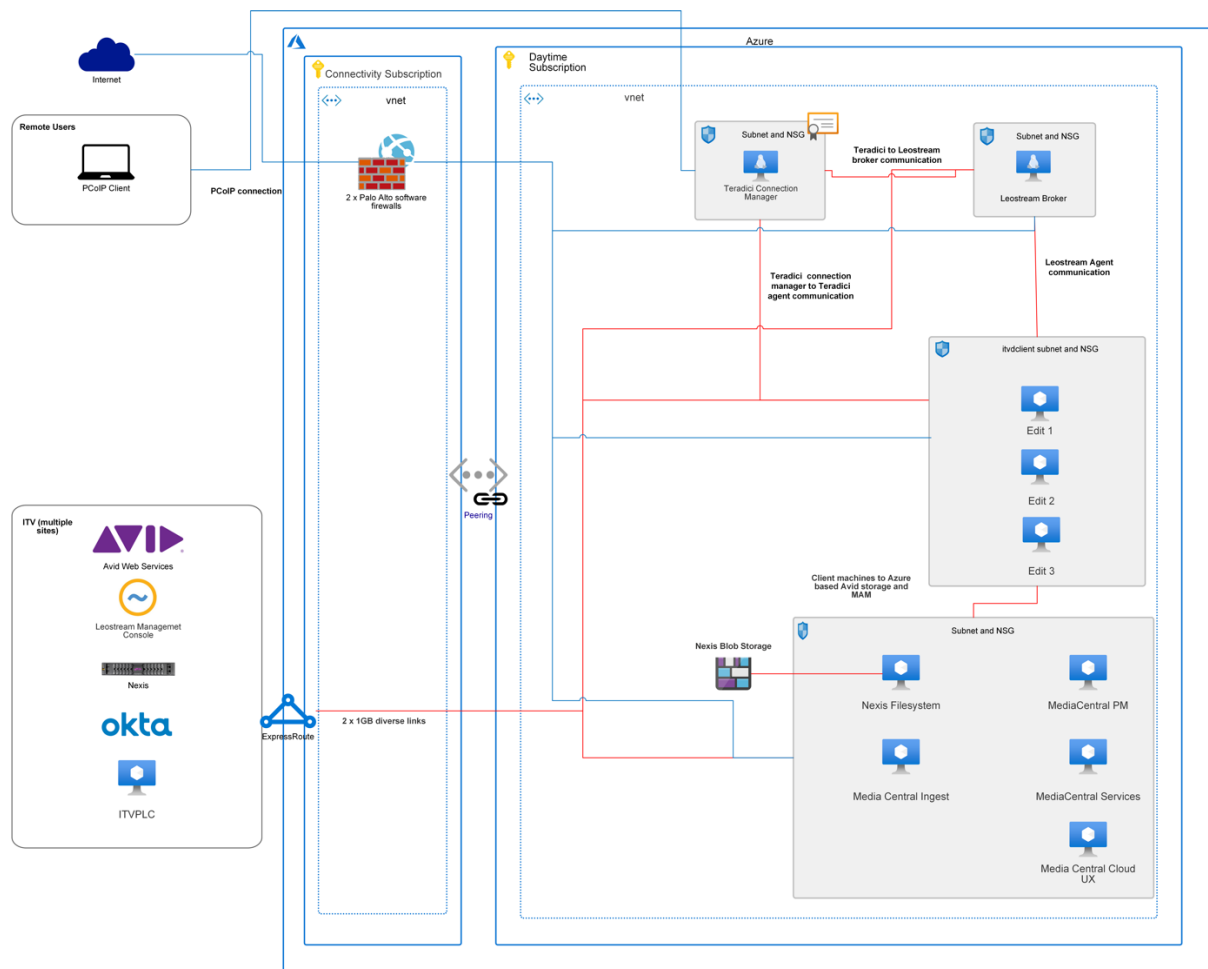 Azure
Internet
Connectivity Subscription
Daytime
Subscription
vnet
vnet
Remote Users
PCoIP Client
PCoIP connection
2 x Palo Alto software
firewalls
Subnet and NSG
Teradici Connection
Manager
Teradici to Leostream
broker communication
Subnet and NSG
Leostream Broker
Teradici connection
manager to Teradici
agent communication
Leostream Agent
communication
itvdclient subnet and NSG
Edit 1
Edit 2
Edit 3
Peering
ITV (multiple
sites)
AVID
Avid Web Services
Leostream Managemet
Console
Nexis
okta
ITVPLC
ExpressRoute
2 x 1GB diverse links
Client machines to Azure
based Avid storage and
MAM
Nexis Blob Storage
Subnet and NSG
Nexis Filesystem
MediaCentral PM
Media Central Ingest
MediaCentral Services
Media Central Cloud
UX